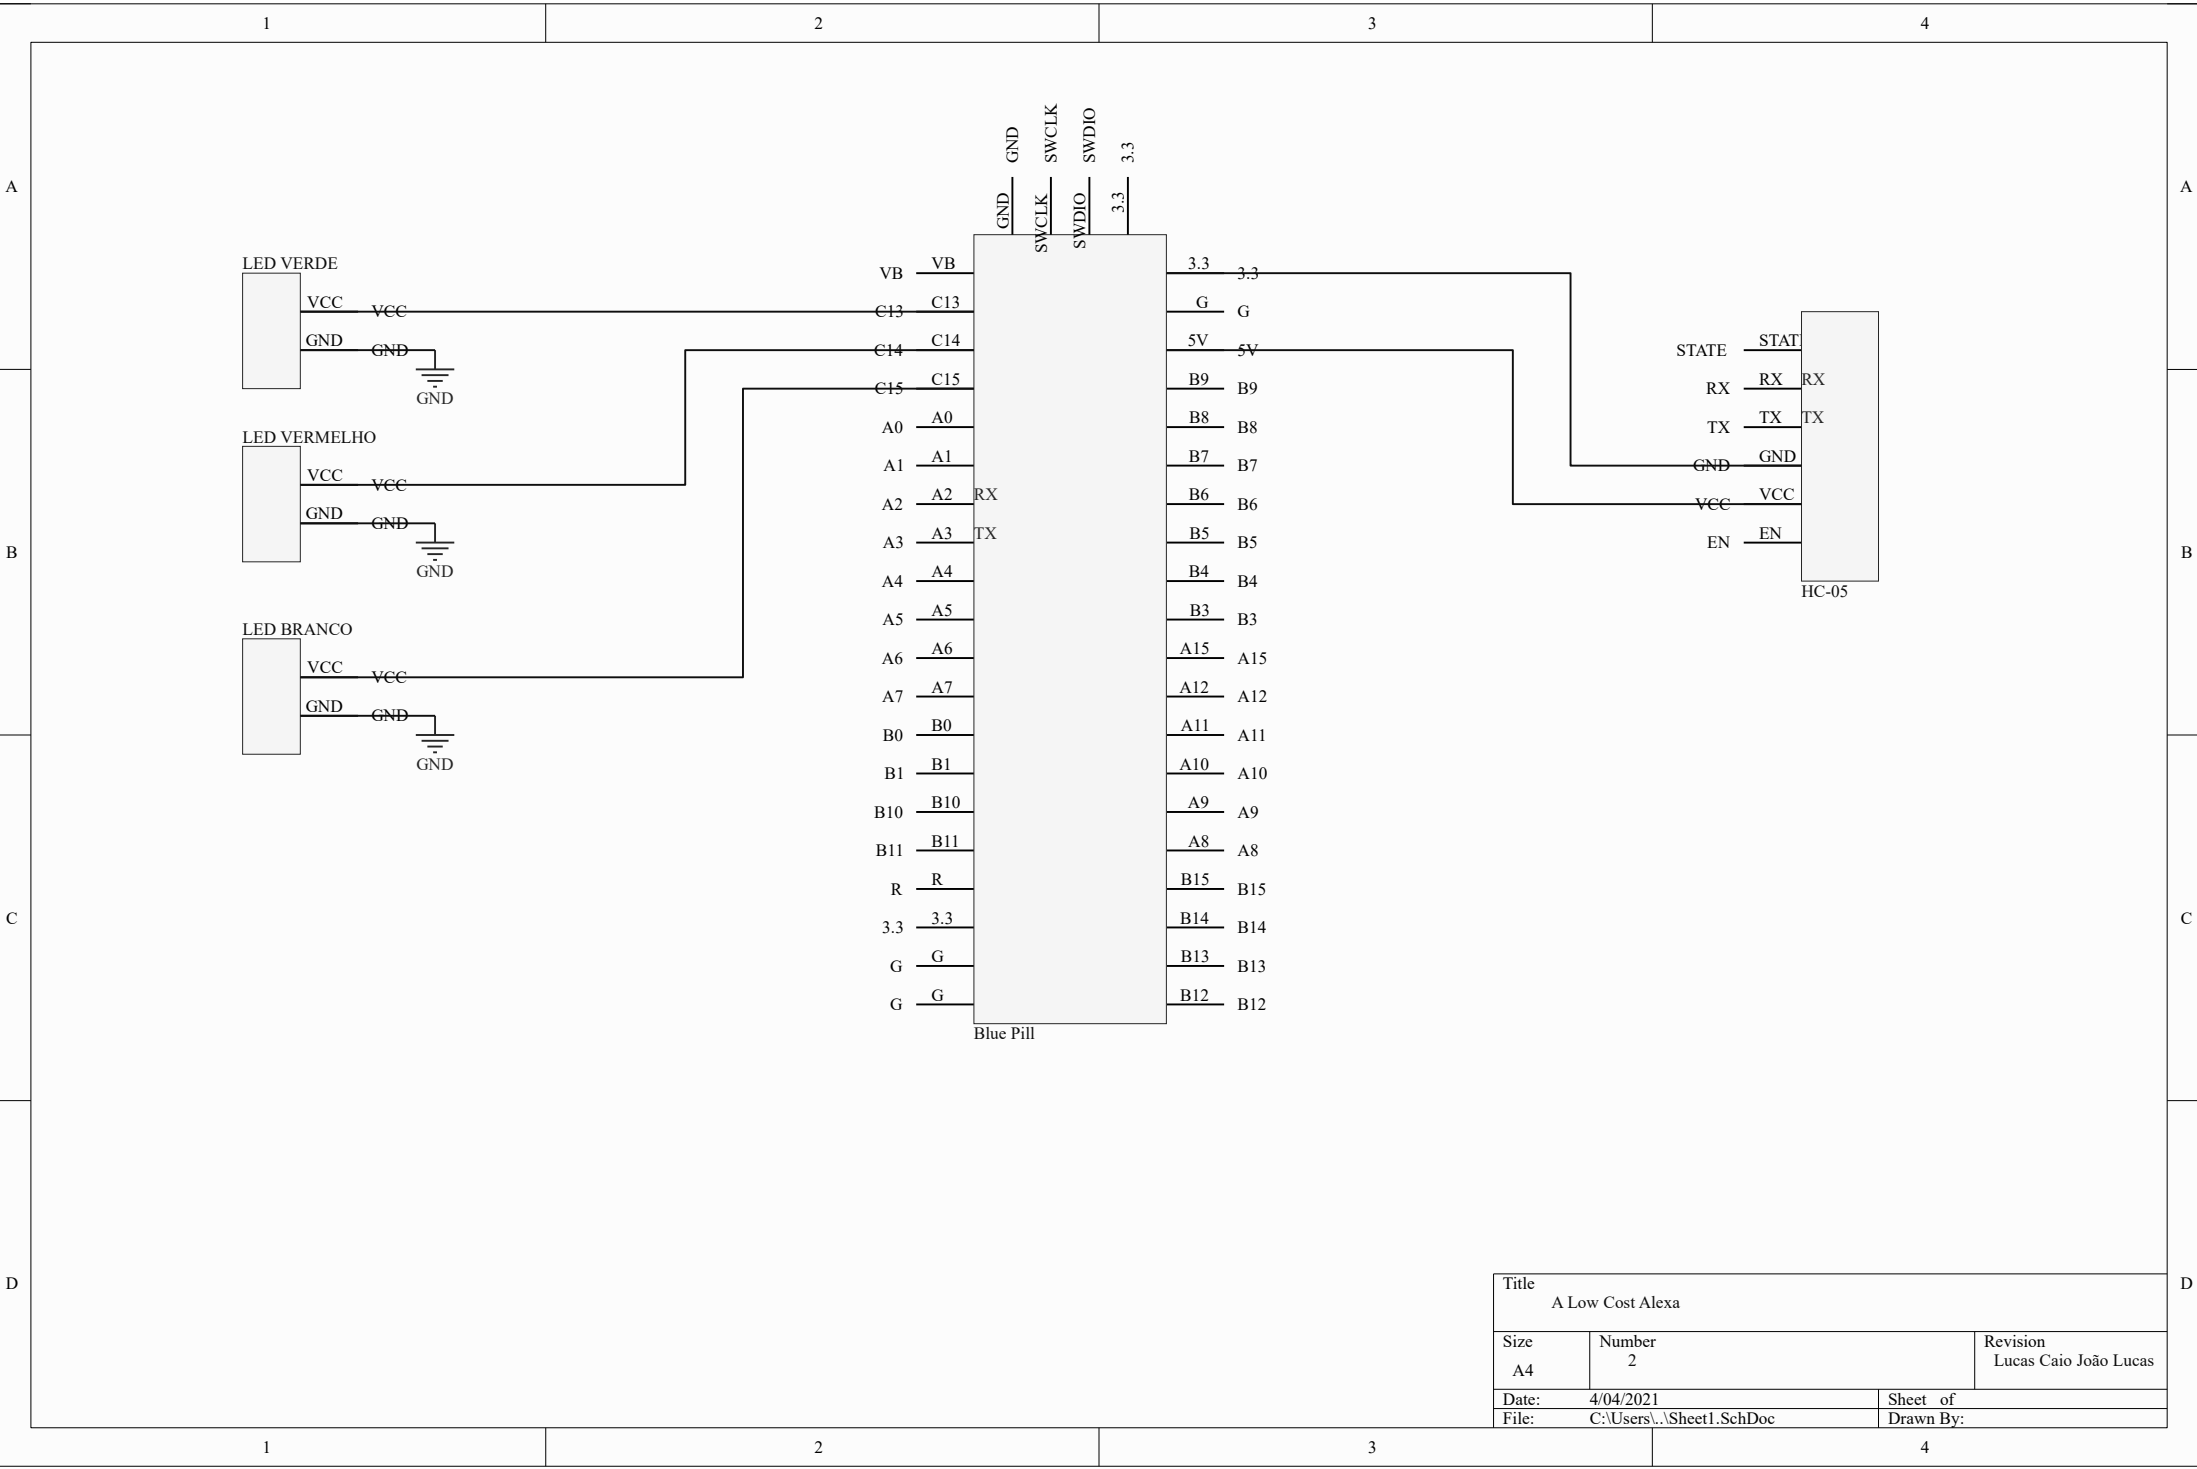 1 2 3 4
A A
B B
C C
D D
1 2 3 4
GND SWCLK SWDIO 3.3
GND SWCLK SWDIO 3.3
LED VERDE
VCC VCC
GND GND
GND
LED VERMELHO
VCC VCC
GND GND
GND
LED BRANCO
VCC VCC
GND GND
GND
VB VB
C13 C13
C14 C14
C15 C15
A0 A0
A1 A1
A2 A2 RX
A3 A3 TX
A4 A4
A5 A5
A6 A6
A7 A7
B0 B0
B1 B1
B10 B10
B11 B11
R R
3.3 3.3
G G
G G
3.3 3.3
G G
5V 5V
B9 B9
B8 B8
B7 B7
B6 B6
B5 B5
B4 B4
B3 B3
A15 A15
A12 A12
A11 A11
A10 A10
A9 A9
A8 A8
B15 B15
B14 B14
B13 B13
B12 B12
Blue Pill
STATE STATE
RX RX RX
TX TX TX
GND GND
VCC VCC
EN EN
HC-05
Title
A Low Cost Alexa
Size Number Revision
A4 2 Lucas Caio João Lucas
Date: 4/04/2021 Sheet of
File: C:\Users\..\Sheet1.SchDoc Drawn By: